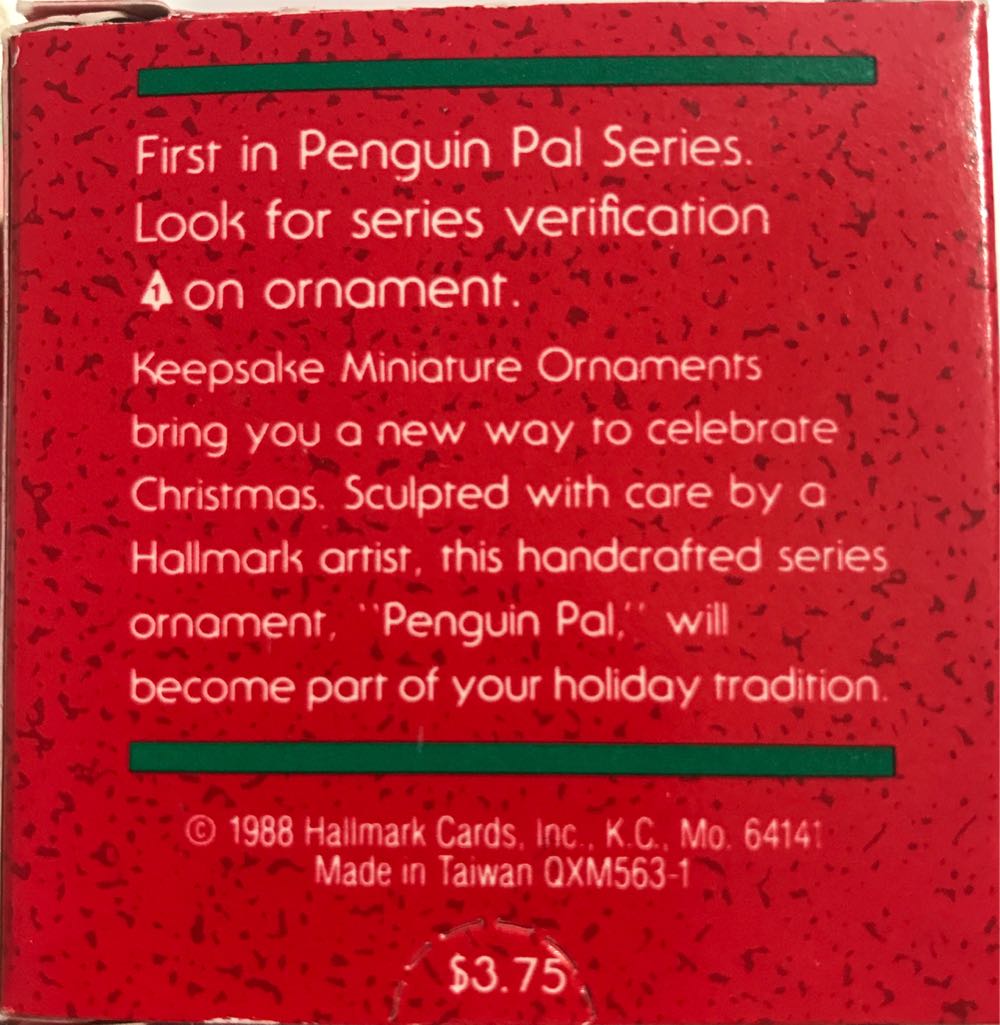 First in Penguin Pal Series.
Look for series verification
1 on ornament.
Keepsake Miniature Ornaments
bring you a new way to celebrate
Christmas. Sculpted with care by a
Hallmark artist, this handcrafted series
ornament, "Penguin Pal," will
become part of your holiday tradition.
© 1988 Hallmark Cards, Inc., K.C., Mo. 64141
Made in Taiwan QXM563-1
$3.75